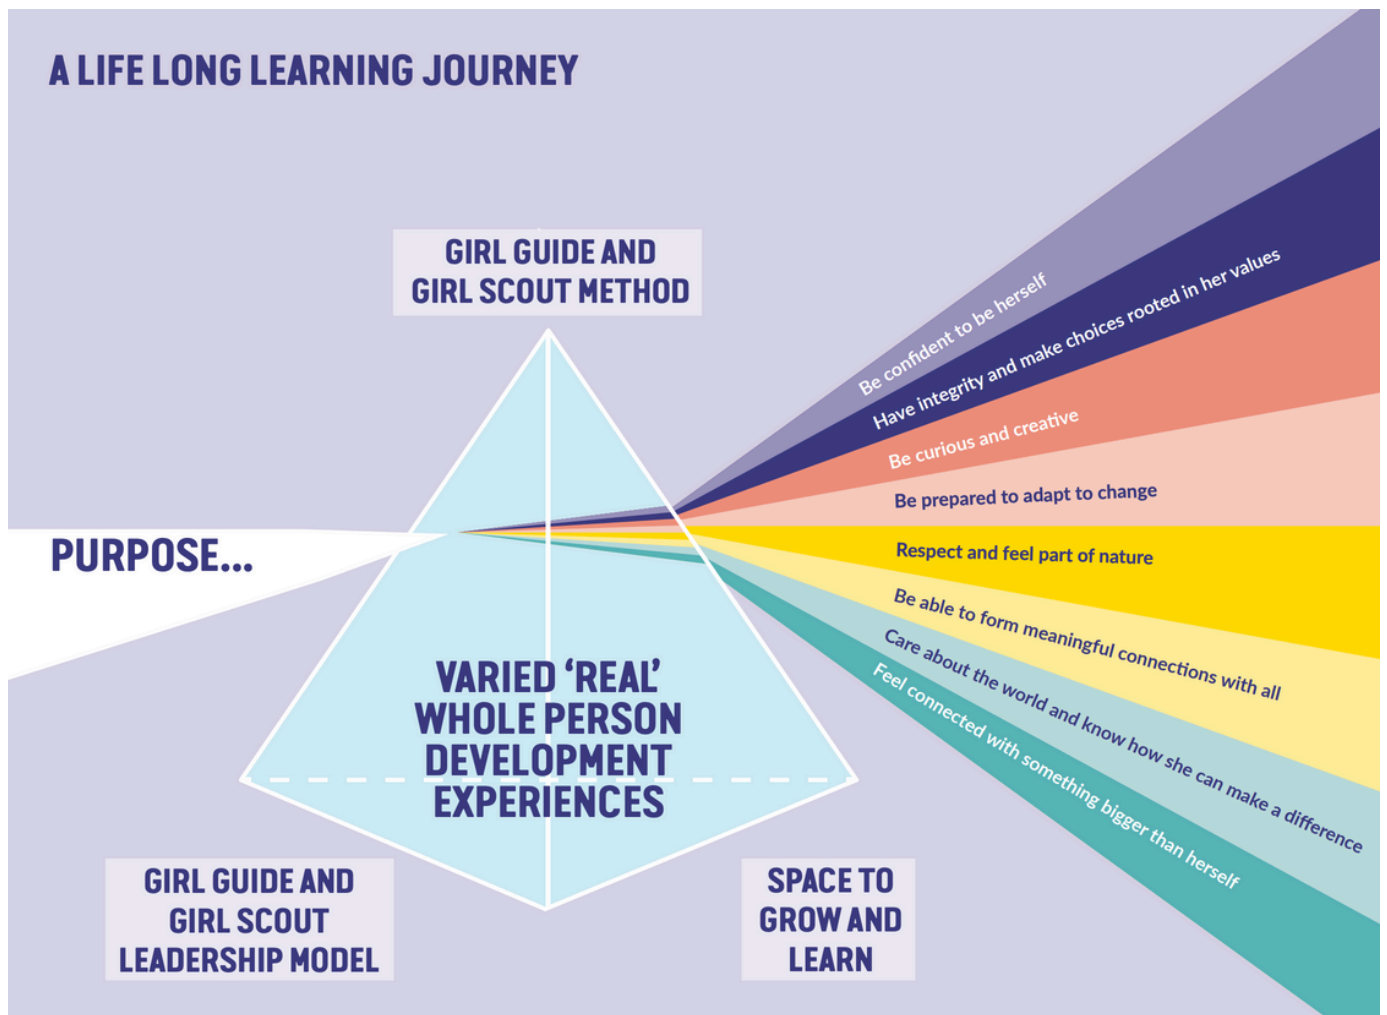 A LIFE LONG LEARNING JOURNEY
GIRL GUIDE AND
GIRL SCOUT METHOD
PURPOSE...
VARIED ‘REAL’
WHOLE PERSON
DEVELOPMENT
EXPERIENCES
GIRL GUIDE AND
GIRL SCOUT
LEADERSHIP MODEL
SPACE TO
GROW AND
LEARN
Be confident to be herself
Have integrity and make choices rooted in her values
Be curious and creative
Be prepared to adapt to change
Respect and feel part of nature
Be able to form meaningful connections with all
Care about the world and know how she can make a difference
Feel connected with something bigger than herself